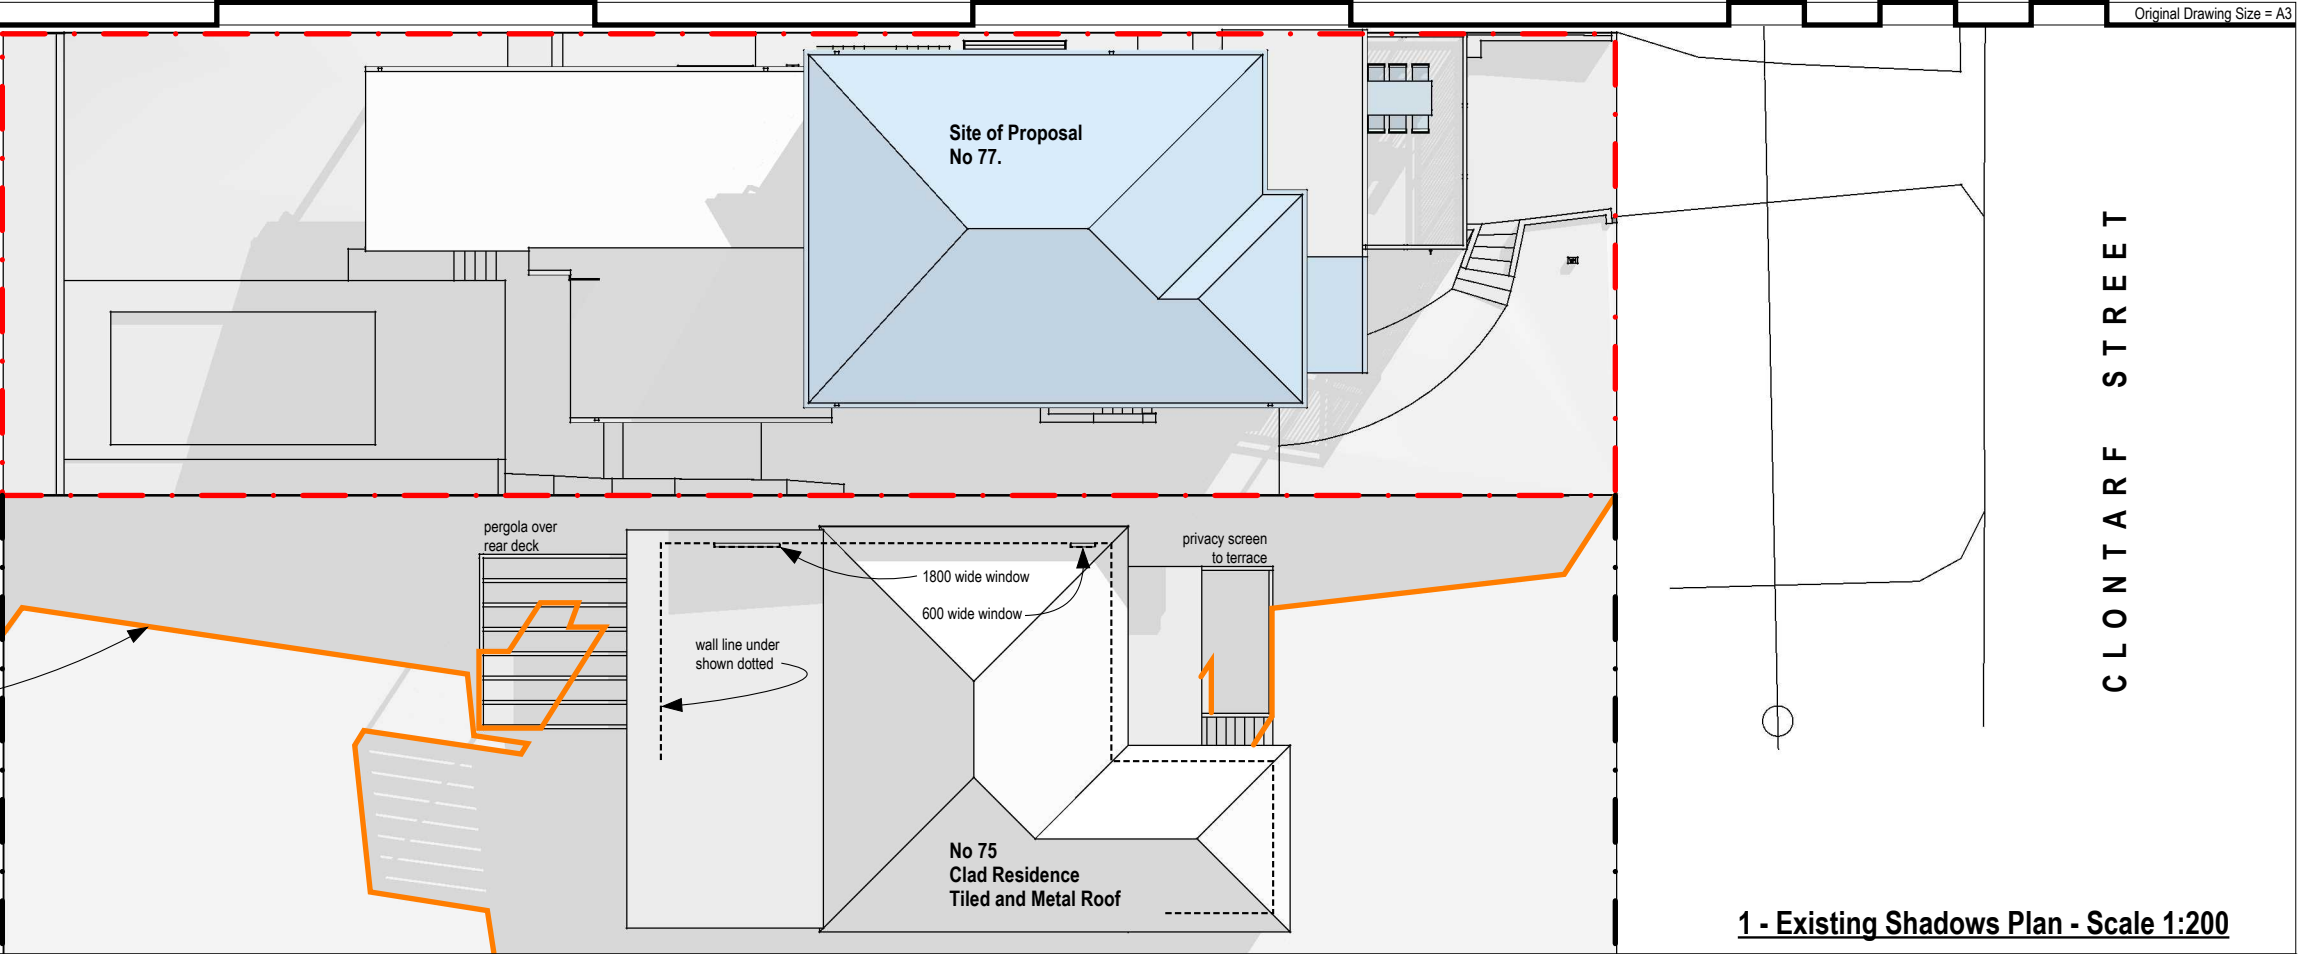 Original Drawing Size = A3
Site of Proposal
No 77.
CLONTARF STREET
pergola over
rear deck
privacy screen
to terrace
1800 wide window
600 wide window
wall line under
shown dotted
No 75
Clad Residence
Tiled and Metal Roof
1 - Existing Shadows Plan - Scale 1:200